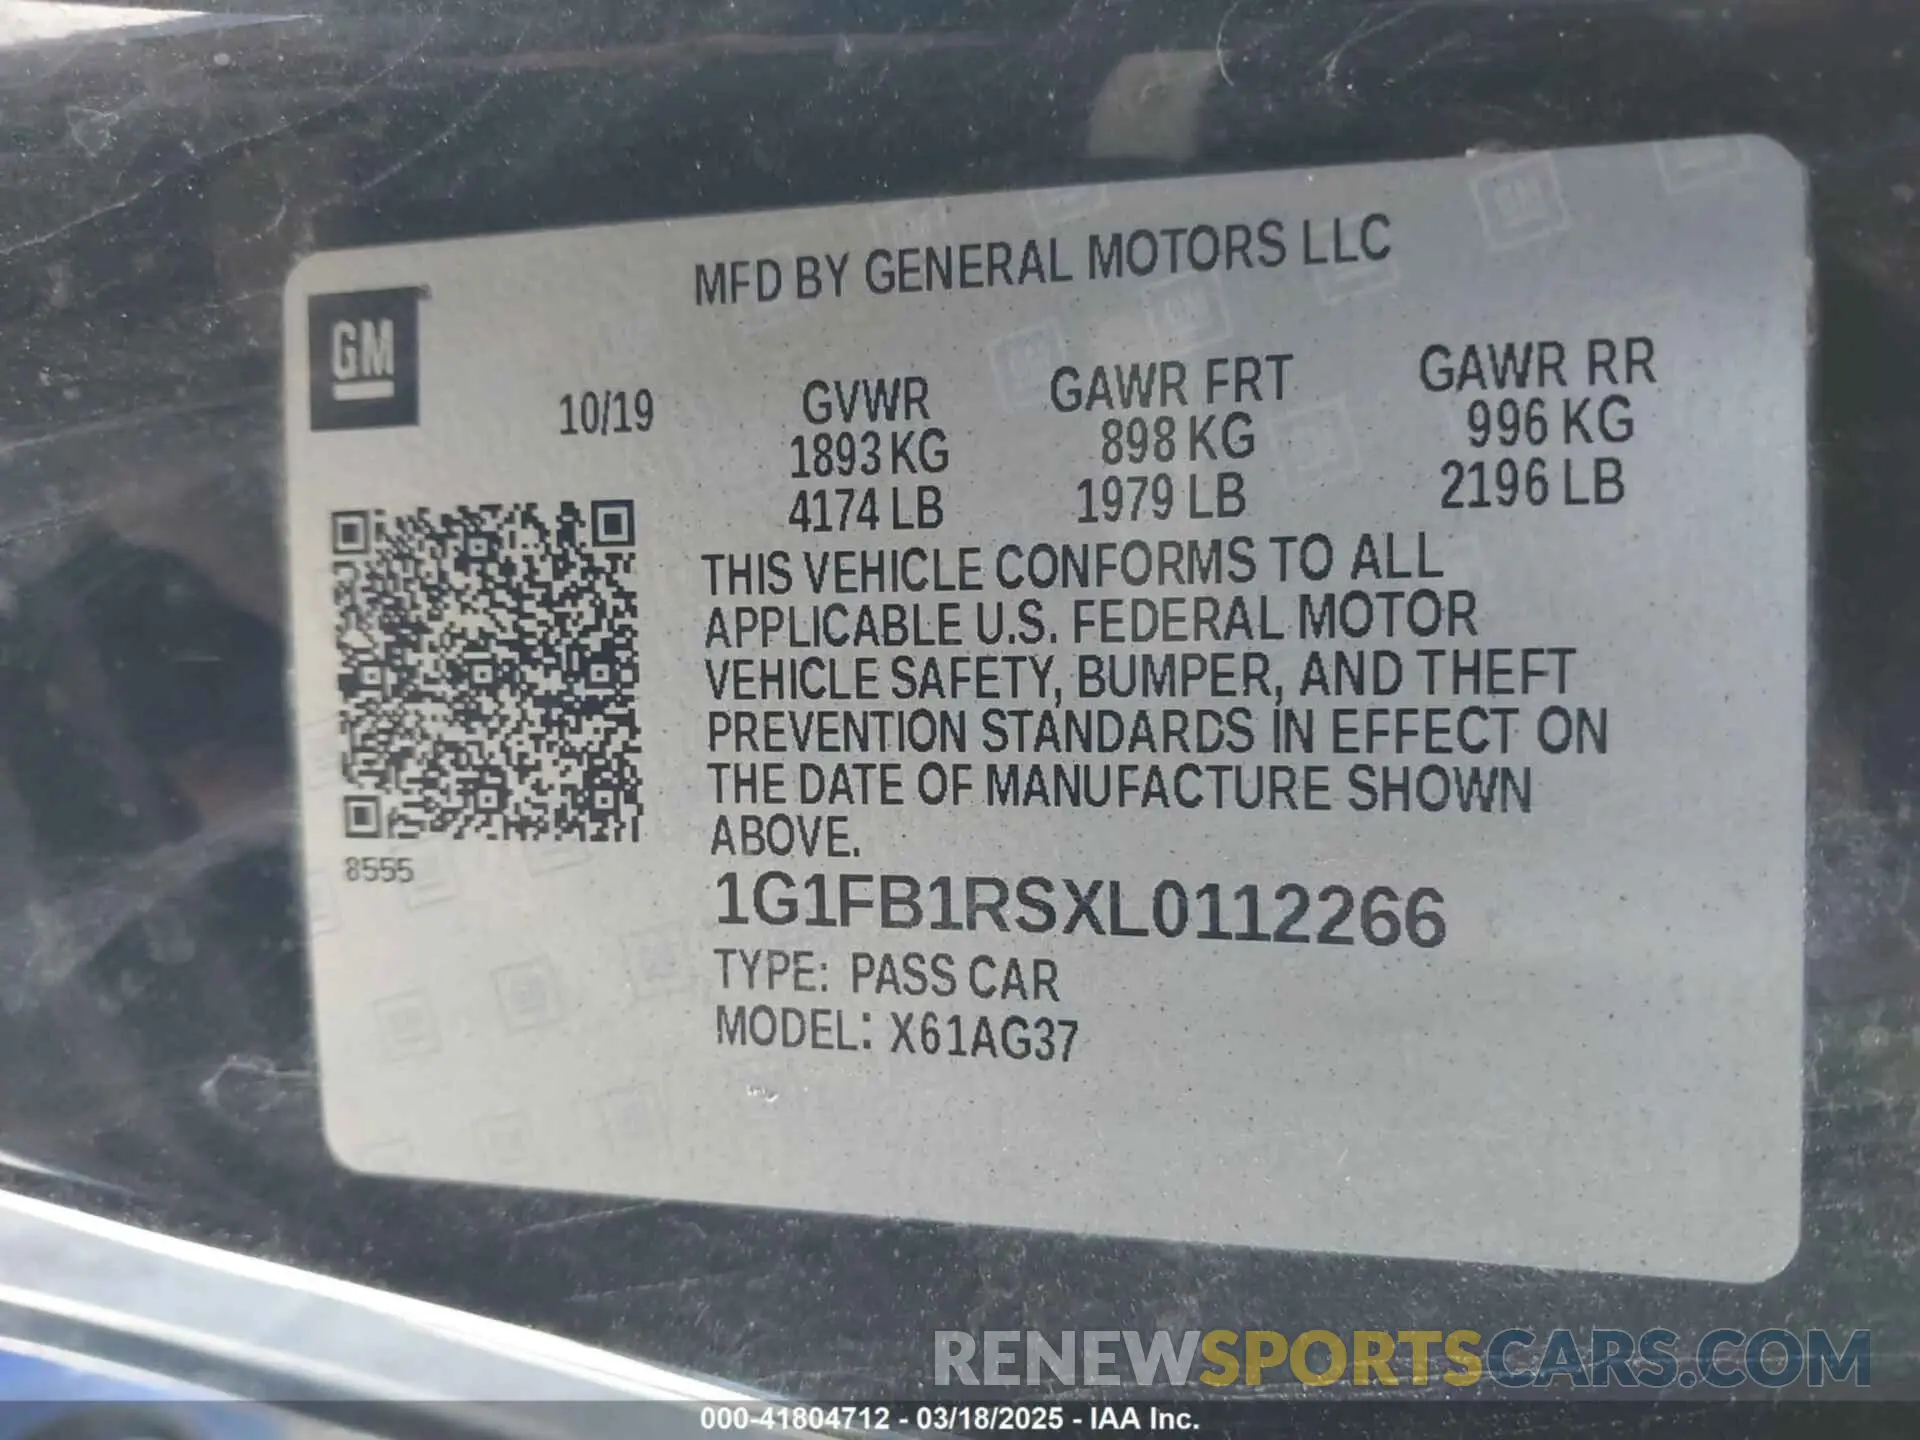 MFD BY GENERAL MOTORS LLC
GM
10/19
GVWR GAWR FRT GAWR RR
1893 KG 898 KG 996 KG
4174 LB 1979 LB 2196 LB
THIS VEHICLE CONFORMS TO ALL
APPLICABLE U.S. FEDERAL MOTOR
VEHICLE SAFETY, BUMPER, AND THEFT
PREVENTION STANDARDS IN EFFECT ON
THE DATE OF MANUFACTURE SHOWN
ABOVE.
8555
1G1FB1RSXL0112266
TYPE: PASS CAR
MODEL: X61AG37
RENEWSPORTSCARS.COM
000-41804712 - 03/18/2025 - IAA Inc.